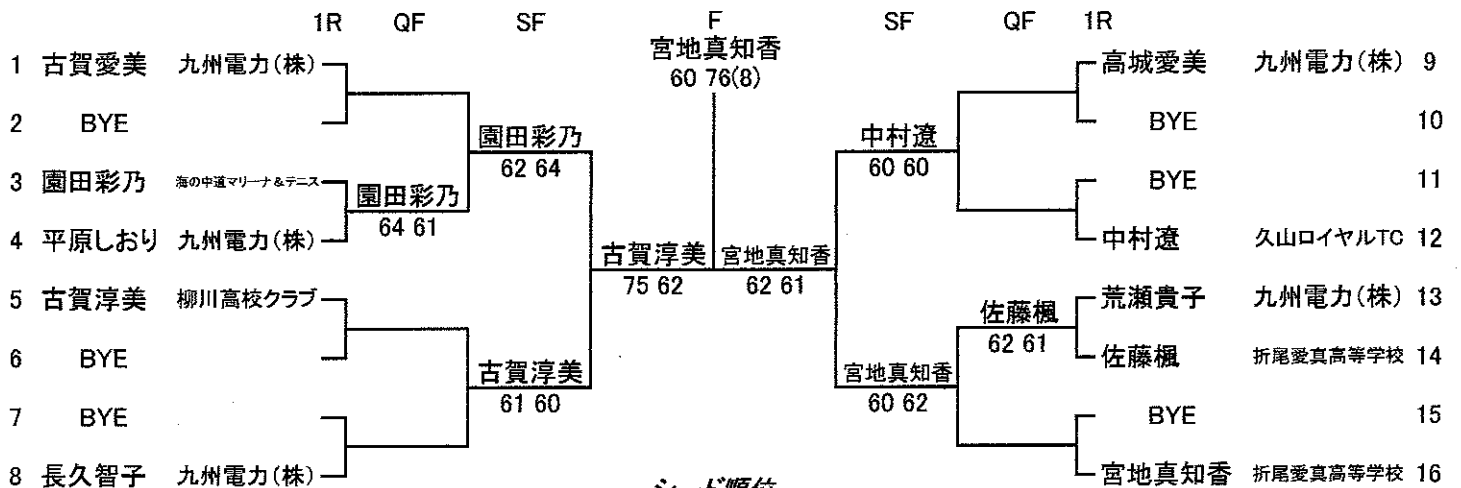 1R QF SF F SF QF 1R
宮地真知香
60 76(8)
1 古賀愛美 九州電力(株)
2 BYE
園田彩乃
62 64
3 園田彩乃 海の中道マリーナ&テニス
園田彩乃
64 61
4 平原しおり 九州電力(株)
古賀淳美
75 62
5 古賀淳美 柳川高校クラブ
6 BYE
古賀淳美
61 60
7 BYE
8 長久智子 九州電力(株)
高城愛美 九州電力(株) 9
BYE 10
中村遼
60 60
BYE 11
中村遼 久山ロイヤルTC 12
宮地真知香
62 61
荒瀬貴子 九州電力(株) 13
佐藤楓
62 61
佐藤楓 折尾愛真高等学校 14
宮地真知香
60 62
BYE 15
宮地真知香 折尾愛真高等学校 16
シード順位